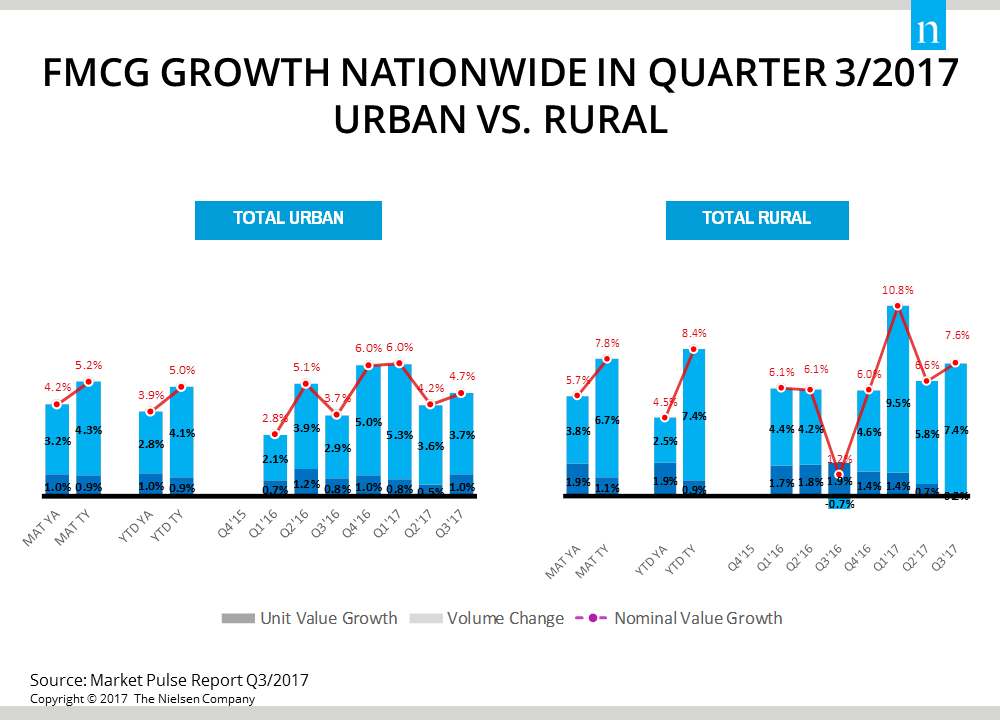 n
FMCG GROWTH NATIONWIDE IN QUARTER 3/2017
URBAN VS. RURAL
TOTAL URBAN
4.2% 5.2% 3.9% 5.0% 2.8% 5.1% 3.7% 6.0% 6.0% 4.2% 4.7%
3.2% 4.3% 2.8% 4.1% 2.1% 3.9% 2.9% 5.0% 5.3% 3.6% 3.7%
1.0% 0.9% 1.0% 0.9% 0.7% 1.2% 0.8% 1.0% 0.8% 0.5% 1.0%
MAT YA MAT TY YTD YA YTD TY Q4'15 Q1'16 Q2'16 Q3'16 Q4'16 Q1'17 Q2'17 Q3'17
TOTAL RURAL
5.7% 7.8% 4.5% 8.4% 6.1% 6.1% 1.2% 6.0% 10.8% 6.6% 7.6%
3.8% 6.7% 2.5% 7.4% 4.4% 4.2% -0.7% 4.6% 9.5% 5.8% 7.4%
1.9% 1.1% 1.9% 0.9% 1.7% 1.8% 1.9% 1.4% 1.4% 0.7%
MAT YA MAT TY YTD YA YTD TY Q4'15 Q1'16 Q2'16 Q3'16 Q4'16 Q1'17 Q2'17 Q3'17
Unit Value Growth Volume Change Nominal Value Growth
Source: Market Pulse Report Q3/2017
Copyright © 2017 The Nielsen Company